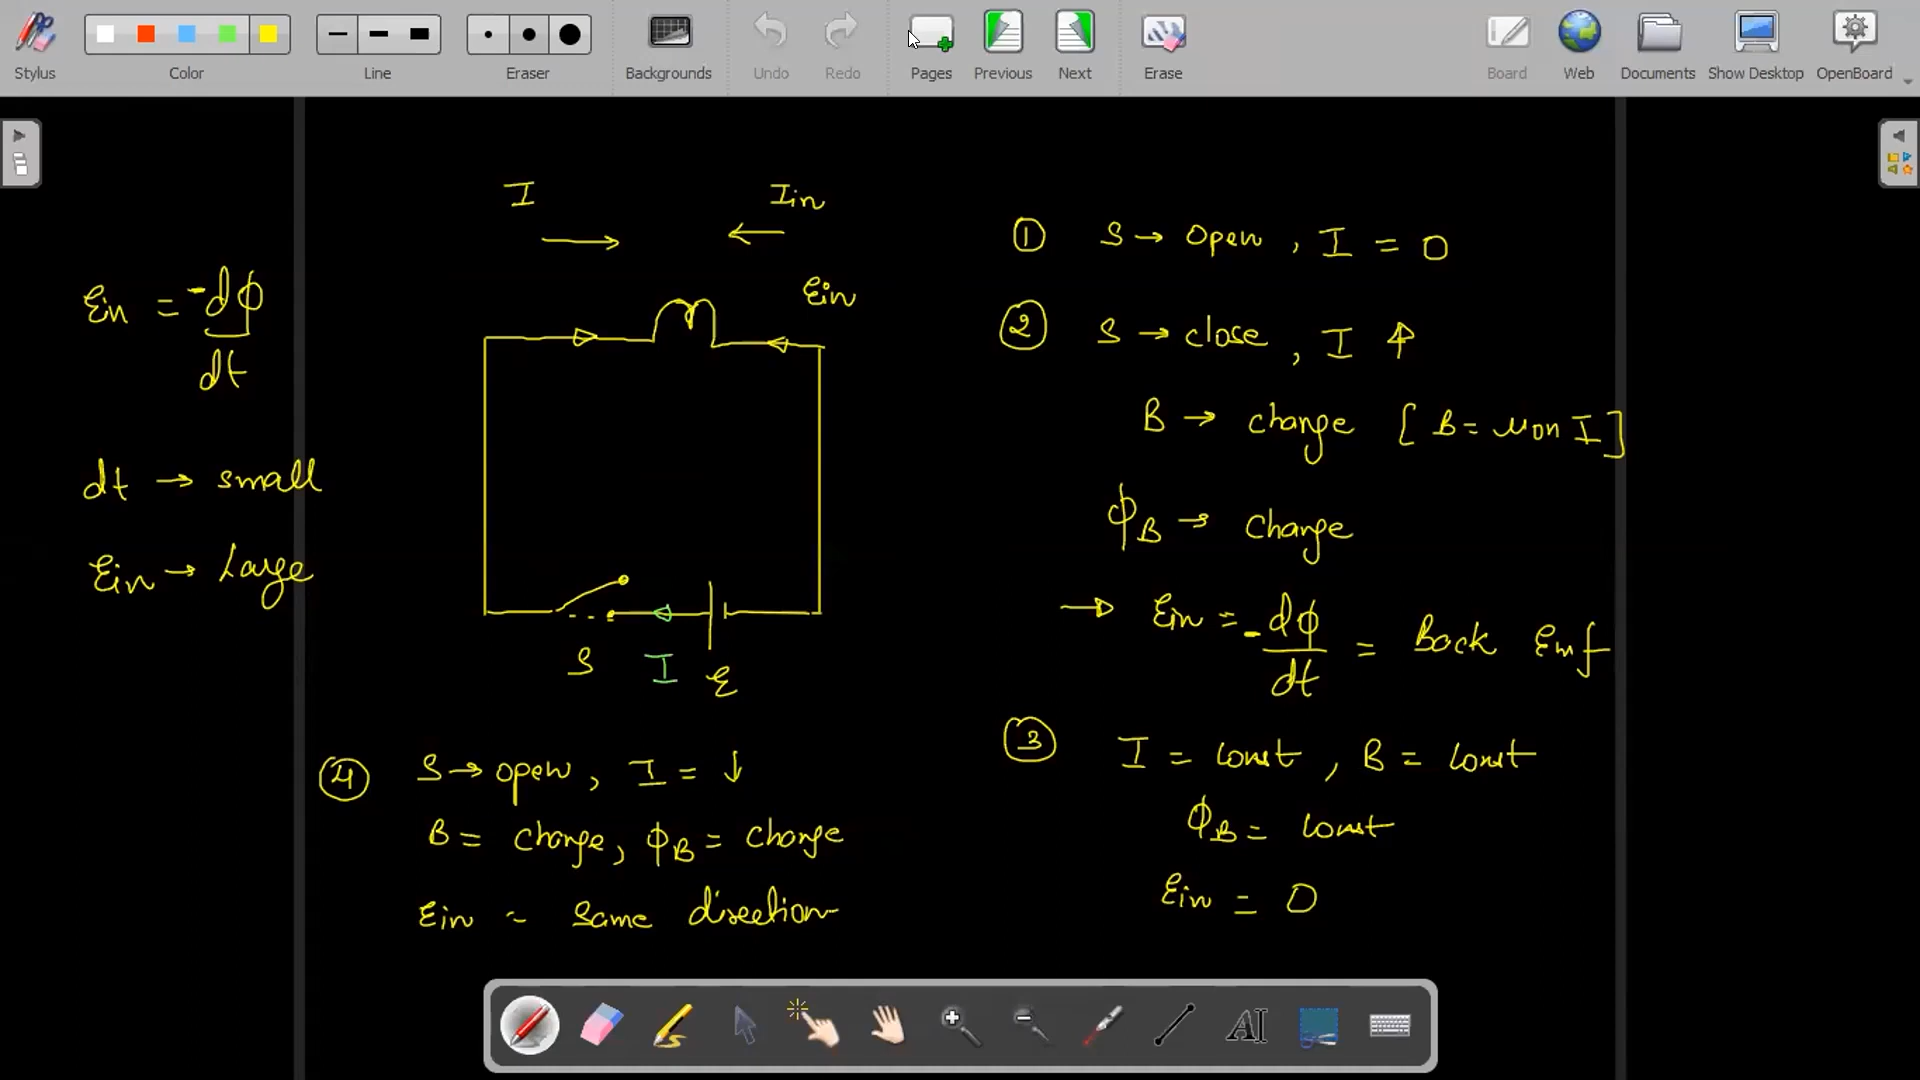 Stylus Color Line Eraser Backgrounds Undo Redo Pages Previous Next Erase Board Web Documents Show Desktop OpenBoard
I
Iin
Ein
Ein = -dϕ/dt
dt → small
Ein → Large
S
I
ε
① S → open , I = 0
② S → close , I ↑
B → change [ B = μ0n I ]
ϕB → change
→ Ein = -dϕ/dt = Back Emf
③ I = const , B = const
ϕB = const
Ein = 0
④ S → open , I = ↓
B = change , ϕB = change
Ein = same direction
AI